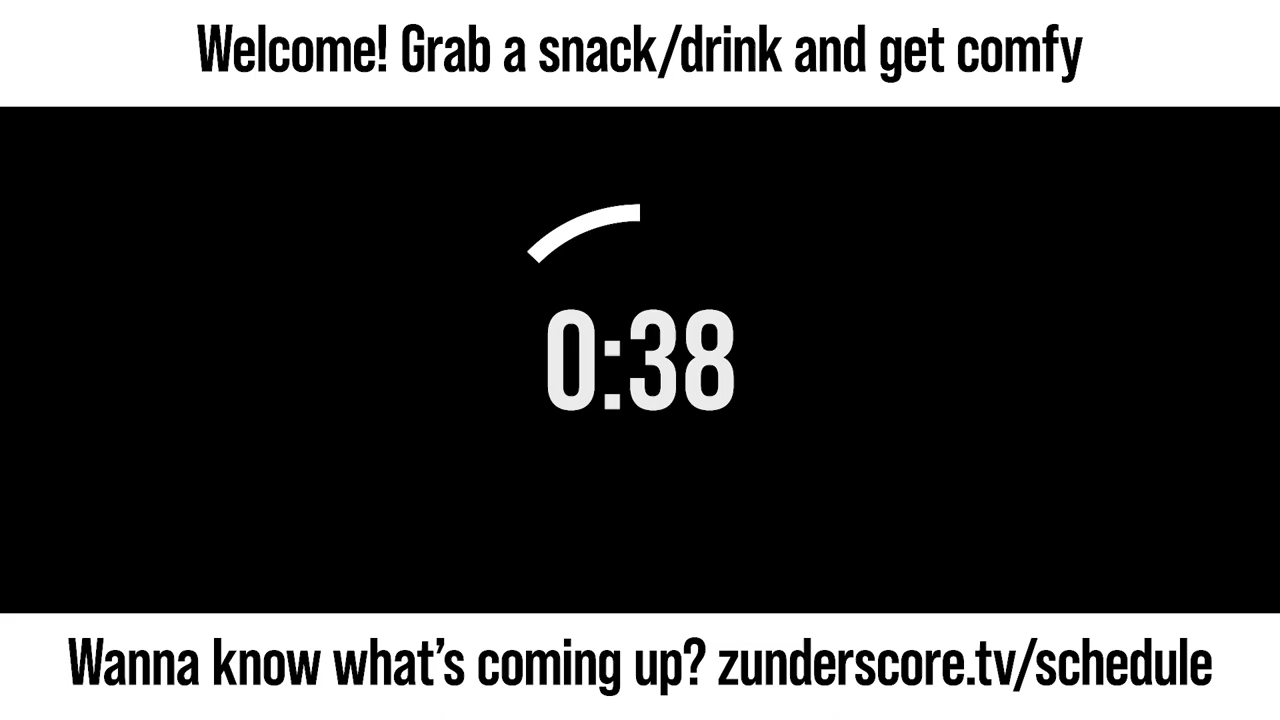 Welcome! Grab a snack/drink and get comfy
0:38
Wanna know what's coming up? zunderscore.tv/schedule